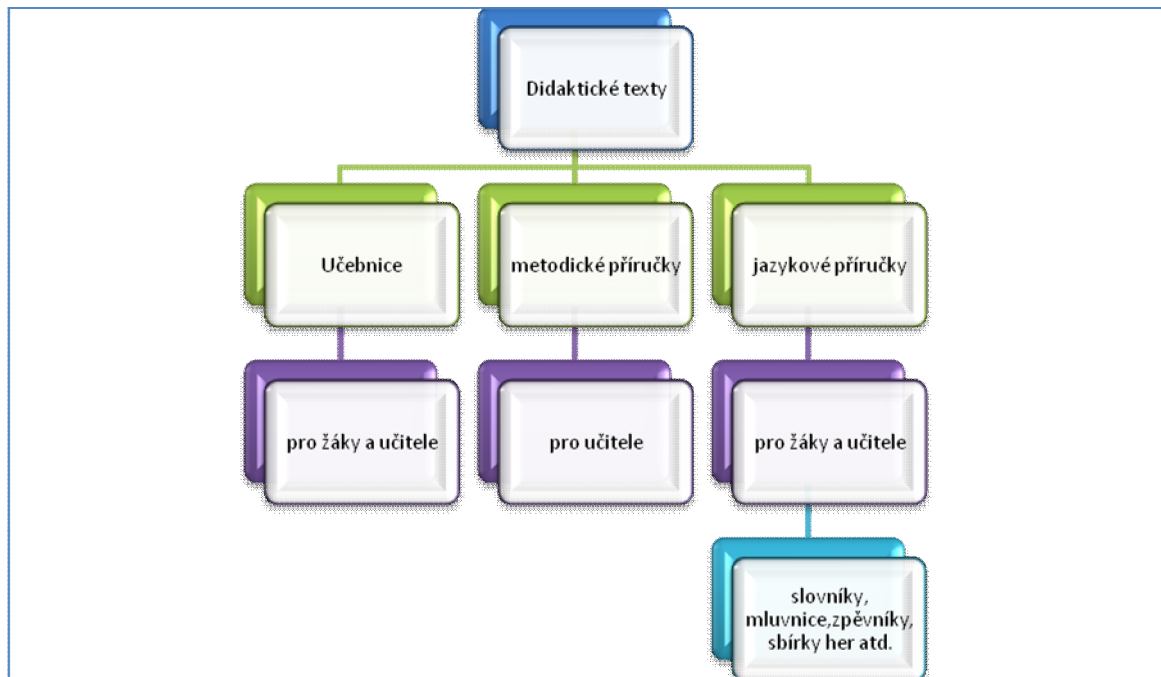 Didaktické texty
Učebnice
metodické příručky
jazykové příručky
pro žáky a učitele
pro učitele
pro žáky a učitele
slovníky,
mluvnice,zpěvníky,
sbírky her atd.